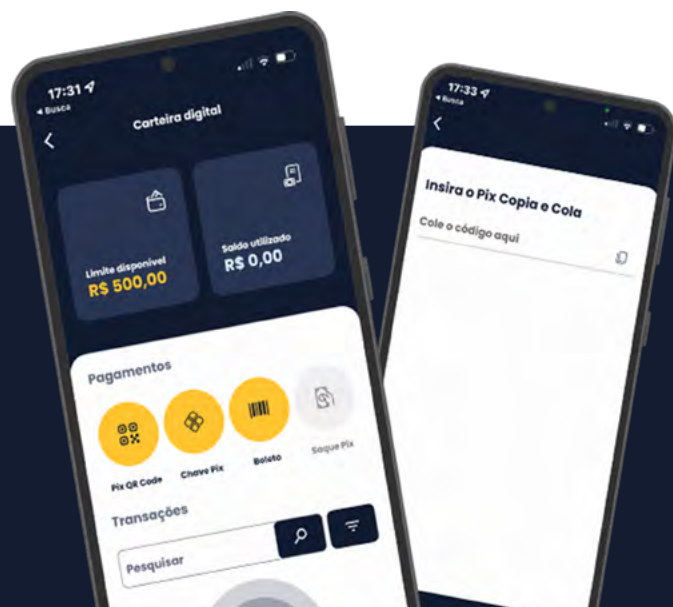 17:31
◀ Busca
Carteira digital
Limite disponível
R$ 500,00
Saldo utilizado
R$ 0,00
Pagamentos
Pix QR Code
Chave Pix
Boleto
Saque Pix
Transações
Pesquisar
17:33
◀ Busca
Insira o Pix Copia e Cola
Cole o código aqui